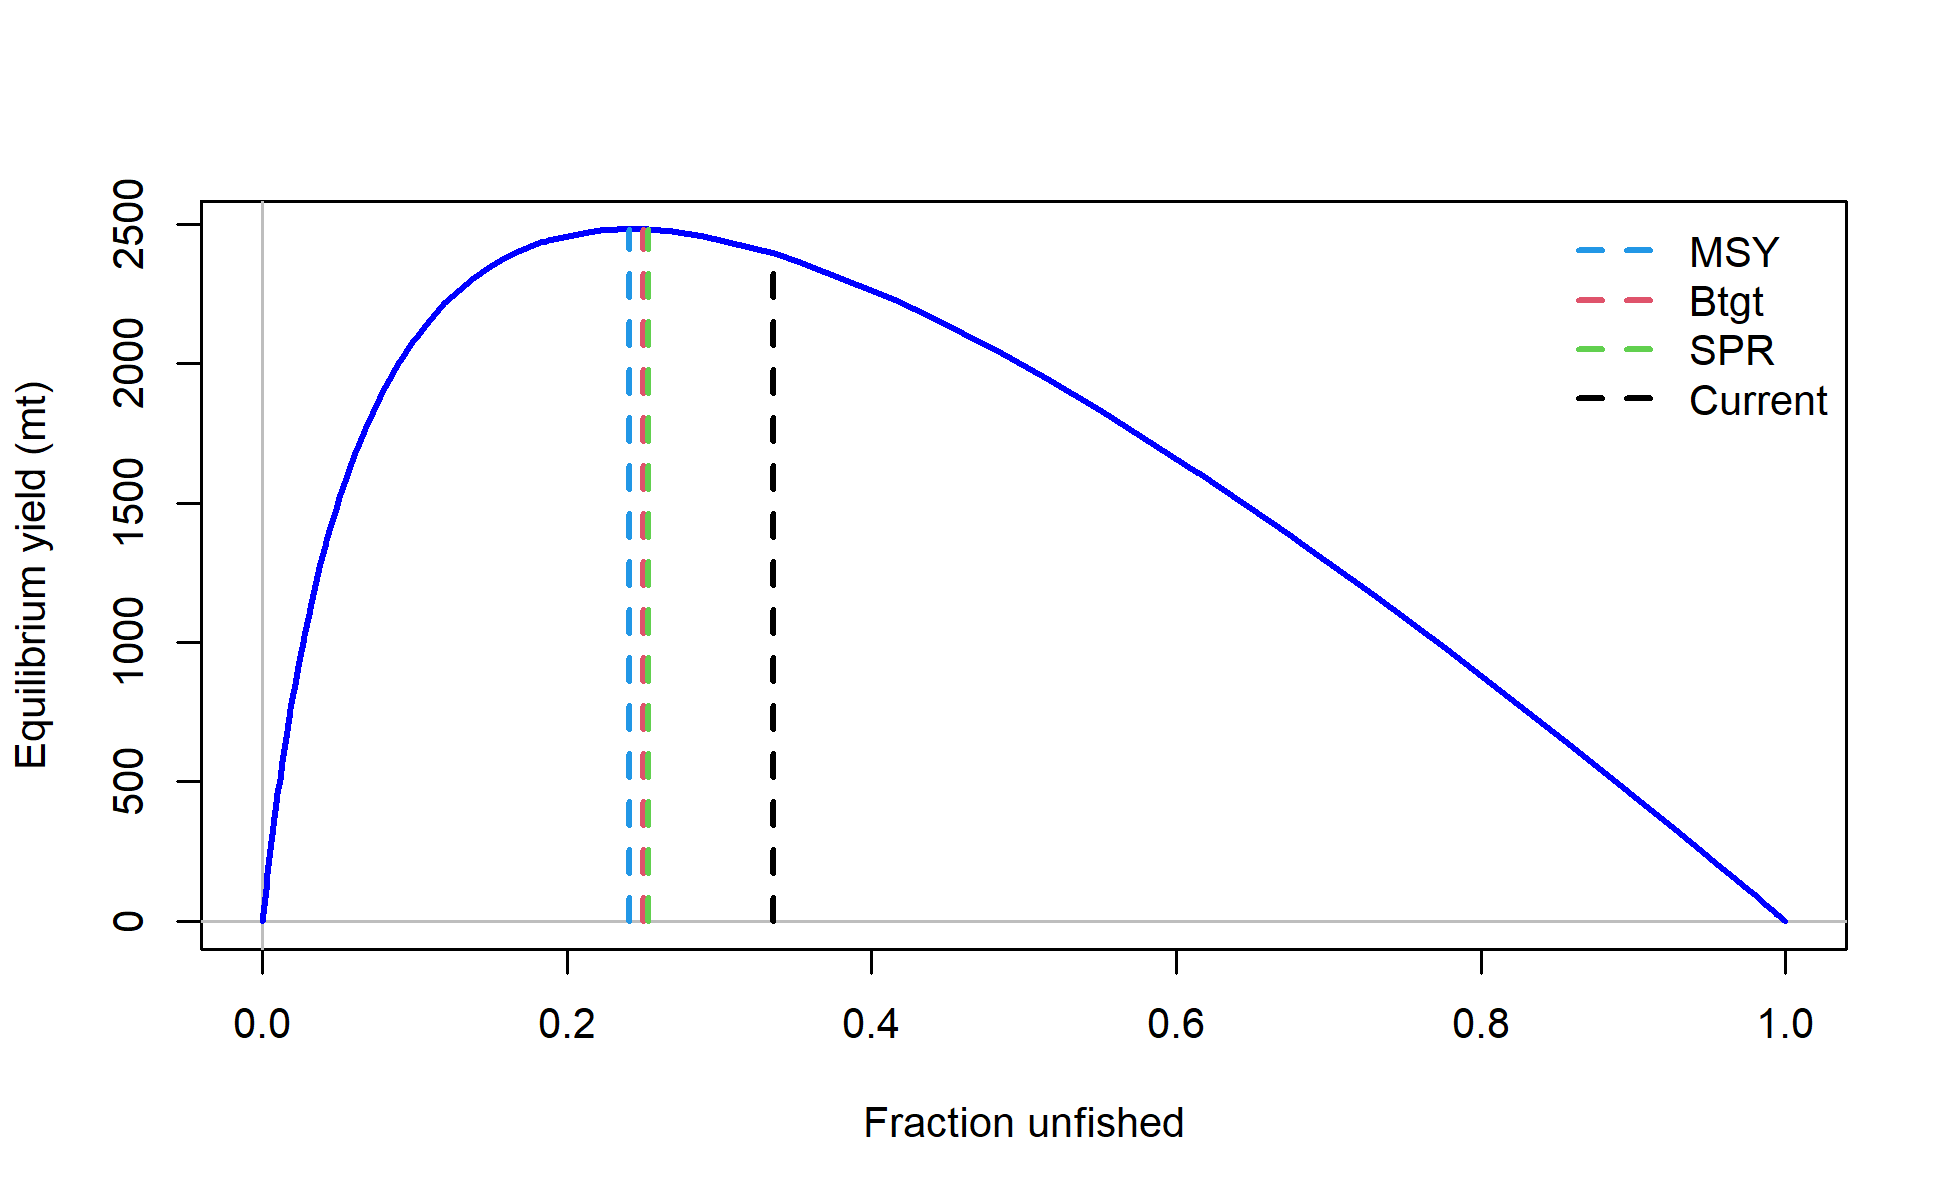 Equilibrium yield (mt)
2500
2000
1500
1000
500
0
MSY
Btgt
SPR
Current
0.0 0.2 0.4 0.6 0.8 1.0
Fraction unfished